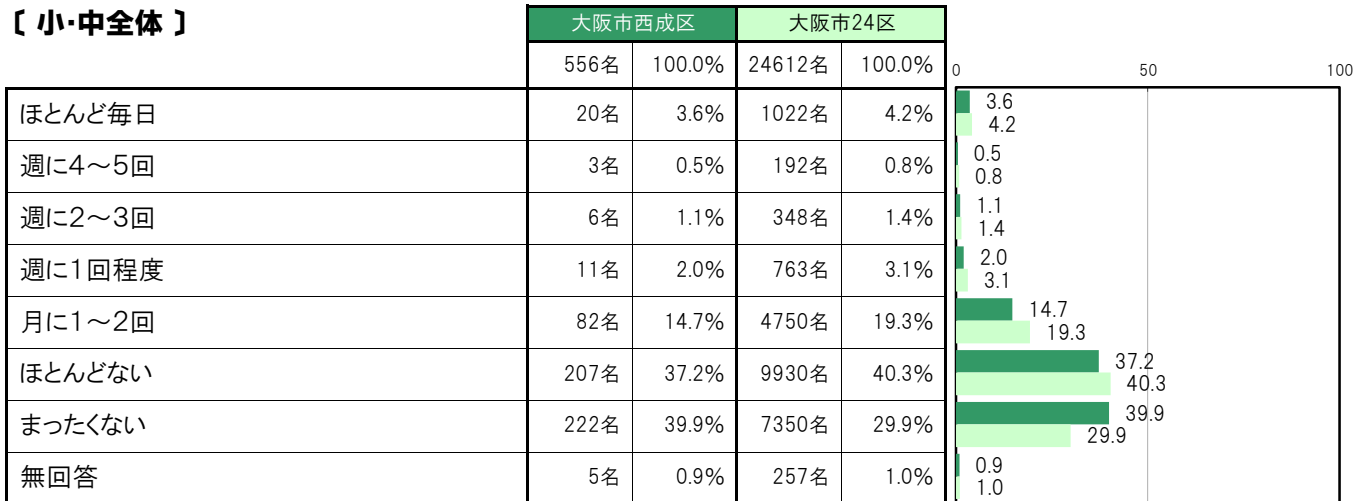 〔 小・中全体 〕
大阪市西成区 大阪市24区
556名 100.0% 24612名 100.0%
0 50 100
ほとんど毎日 20名 3.6% 1022名 4.2% 3.6
4.2
週に4～5回 3名 0.5% 192名 0.8% 0.5
0.8
週に2～3回 6名 1.1% 348名 1.4% 1.1
1.4
週に1回程度 11名 2.0% 763名 3.1% 2.0
3.1
月に1～2回 82名 14.7% 4750名 19.3% 14.7
19.3
ほとんどない 207名 37.2% 9930名 40.3% 37.2
40.3
まったくない 222名 39.9% 7350名 29.9% 39.9
29.9
無回答 5名 0.9% 257名 1.0% 0.9
1.0